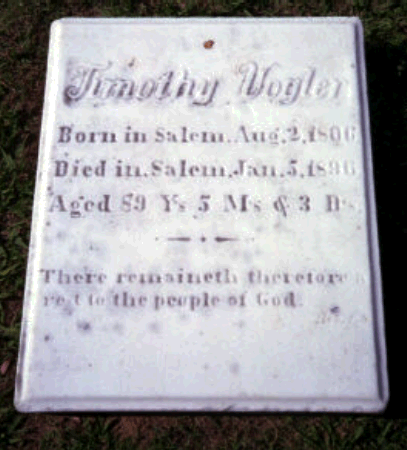 Timothy Vogler
Born in Salem, Aug. 2, 1806
Died in Salem, Jan. 5, 1896
Aged 89 Ys 5 Ms & 3 Ds.
There remaineth therefore a
rest to the people of God.